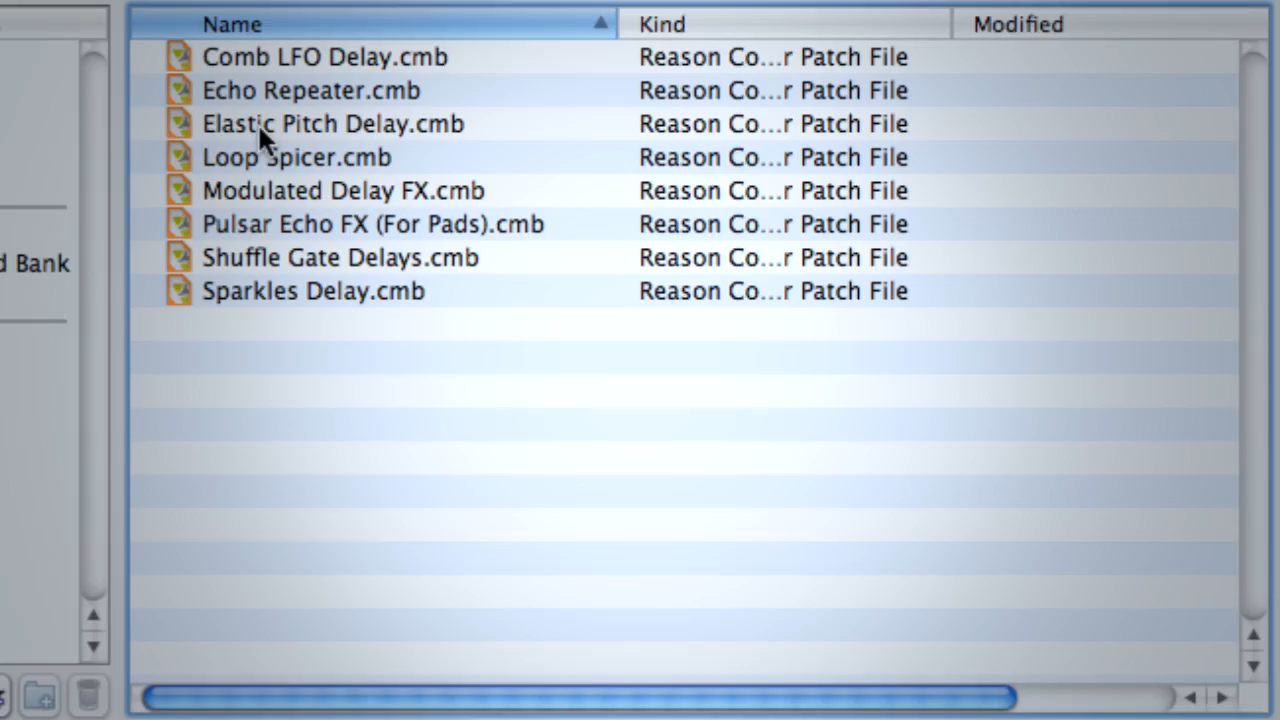 Name Kind Modified
Comb LFO Delay.cmb Reason Co...r Patch File
Echo Repeater.cmb Reason Co...r Patch File
Elastic Pitch Delay.cmb Reason Co...r Patch File
Loop Spicer.cmb Reason Co...r Patch File
Modulated Delay FX.cmb Reason Co...r Patch File
Pulsar Echo FX (For Pads).cmb Reason Co...r Patch File
d Bank
Shuffle Gate Delays.cmb Reason Co...r Patch File
Sparkles Delay.cmb Reason Co...r Patch File